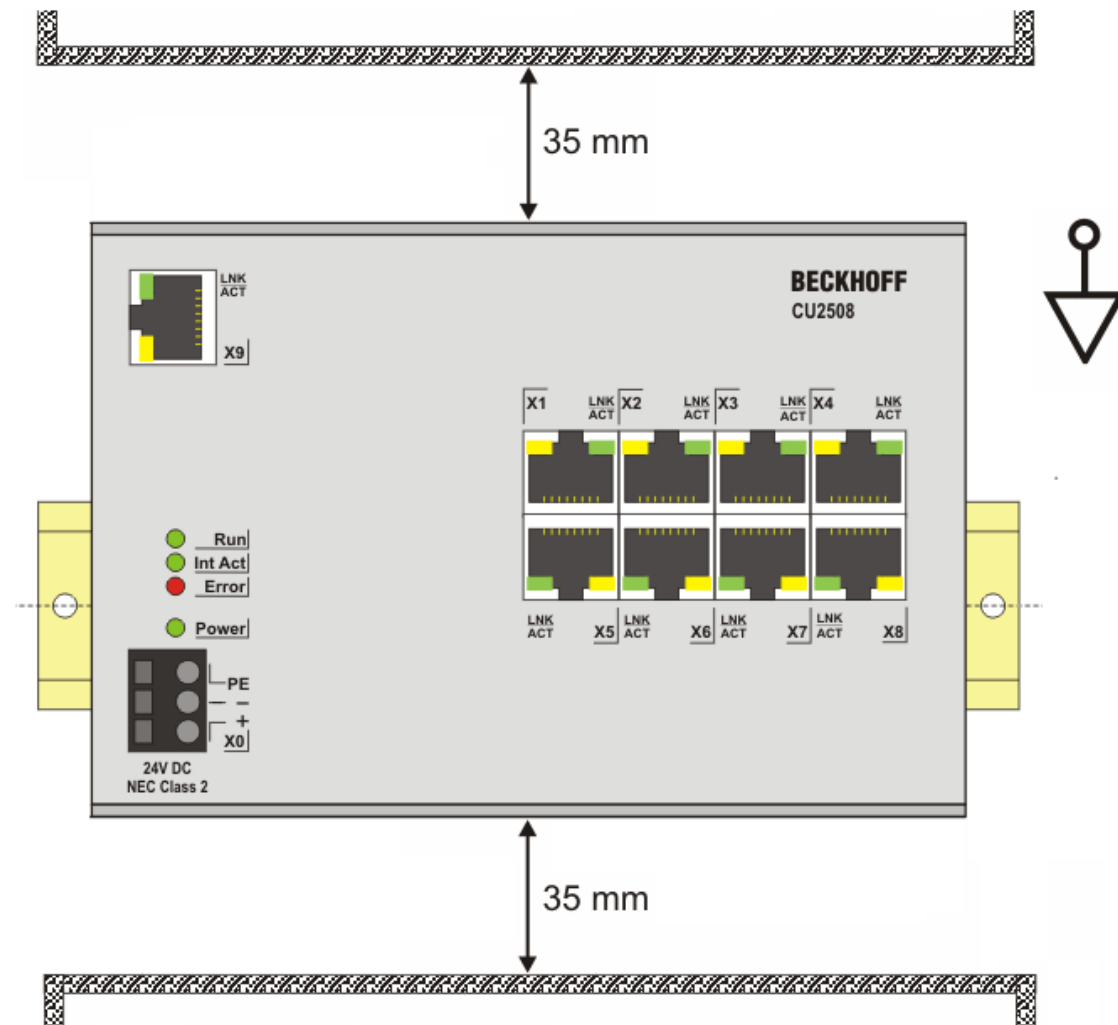 35 mm
LNK
ACT
X9
BECKHOFF
CU2508
X1 LNK ACT X2 LNK ACT X3 LNK ACT X4 LNK ACT
Run
Int Act
Error
Power
LNK ACT X5 LNK ACT X6 LNK ACT X7 LNK ACT X8
PE
–
+
X0
24V DC
NEC Class 2
35 mm